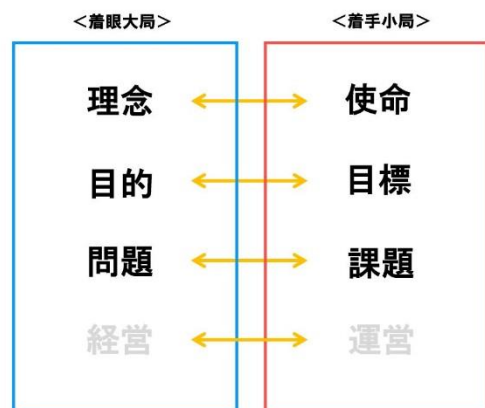 ＜着眼大局＞ ＜着手小局＞
理念 使命
目的 目標
問題 課題
経営 運営